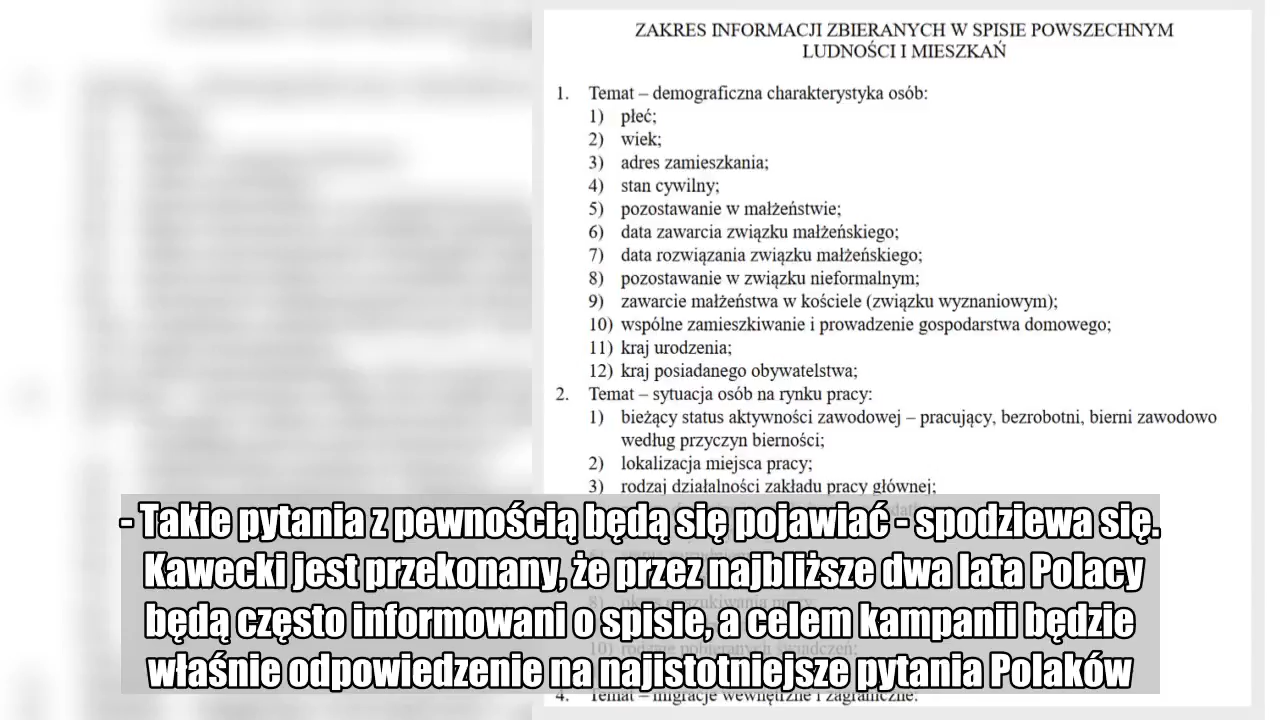 ZAKRES INFORMACJI ZBIERANYCH W SPISIE POWSZECHNYM
LUDNOŚCI I MIESZKAŃ
1. Temat – demograficzna charakterystyka osób:
1) płeć;
2) wiek;
3) adres zamieszkania;
4) stan cywilny;
5) pozostawanie w małżeństwie;
6) data zawarcia związku małżeńskiego;
7) data rozwiązania związku małżeńskiego;
8) pozostawanie w związku nieformalnym;
9) zawarcie małżeństwa w kościele (związku wyznaniowym);
10) wspólne zamieszkiwanie i prowadzenie gospodarstwa domowego;
11) kraj urodzenia;
12) kraj posiadanego obywatelstwa;
2. Temat – sytuacja osób na rynku pracy:
1) bieżący status aktywności zawodowej – pracujący, bezrobotni, bierni zawodowo
według przyczyn bierności;
2) lokalizacja miejsca pracy;
3) rodzaj działalności zakładu pracy głównej;
- Takie pytania z pewnością będą się pojawiać - spodziewa się.
Kawecki jest przekonany, że przez najbliższe dwa lata Polacy
będą często informowani o spisie, a celem kampanii będzie
właśnie odpowiedzenie na najistotniejsze pytania Polaków
10) rodzaje pobieranych świadczeń;
4. Temat – migracje wewnętrzne i zagraniczne: